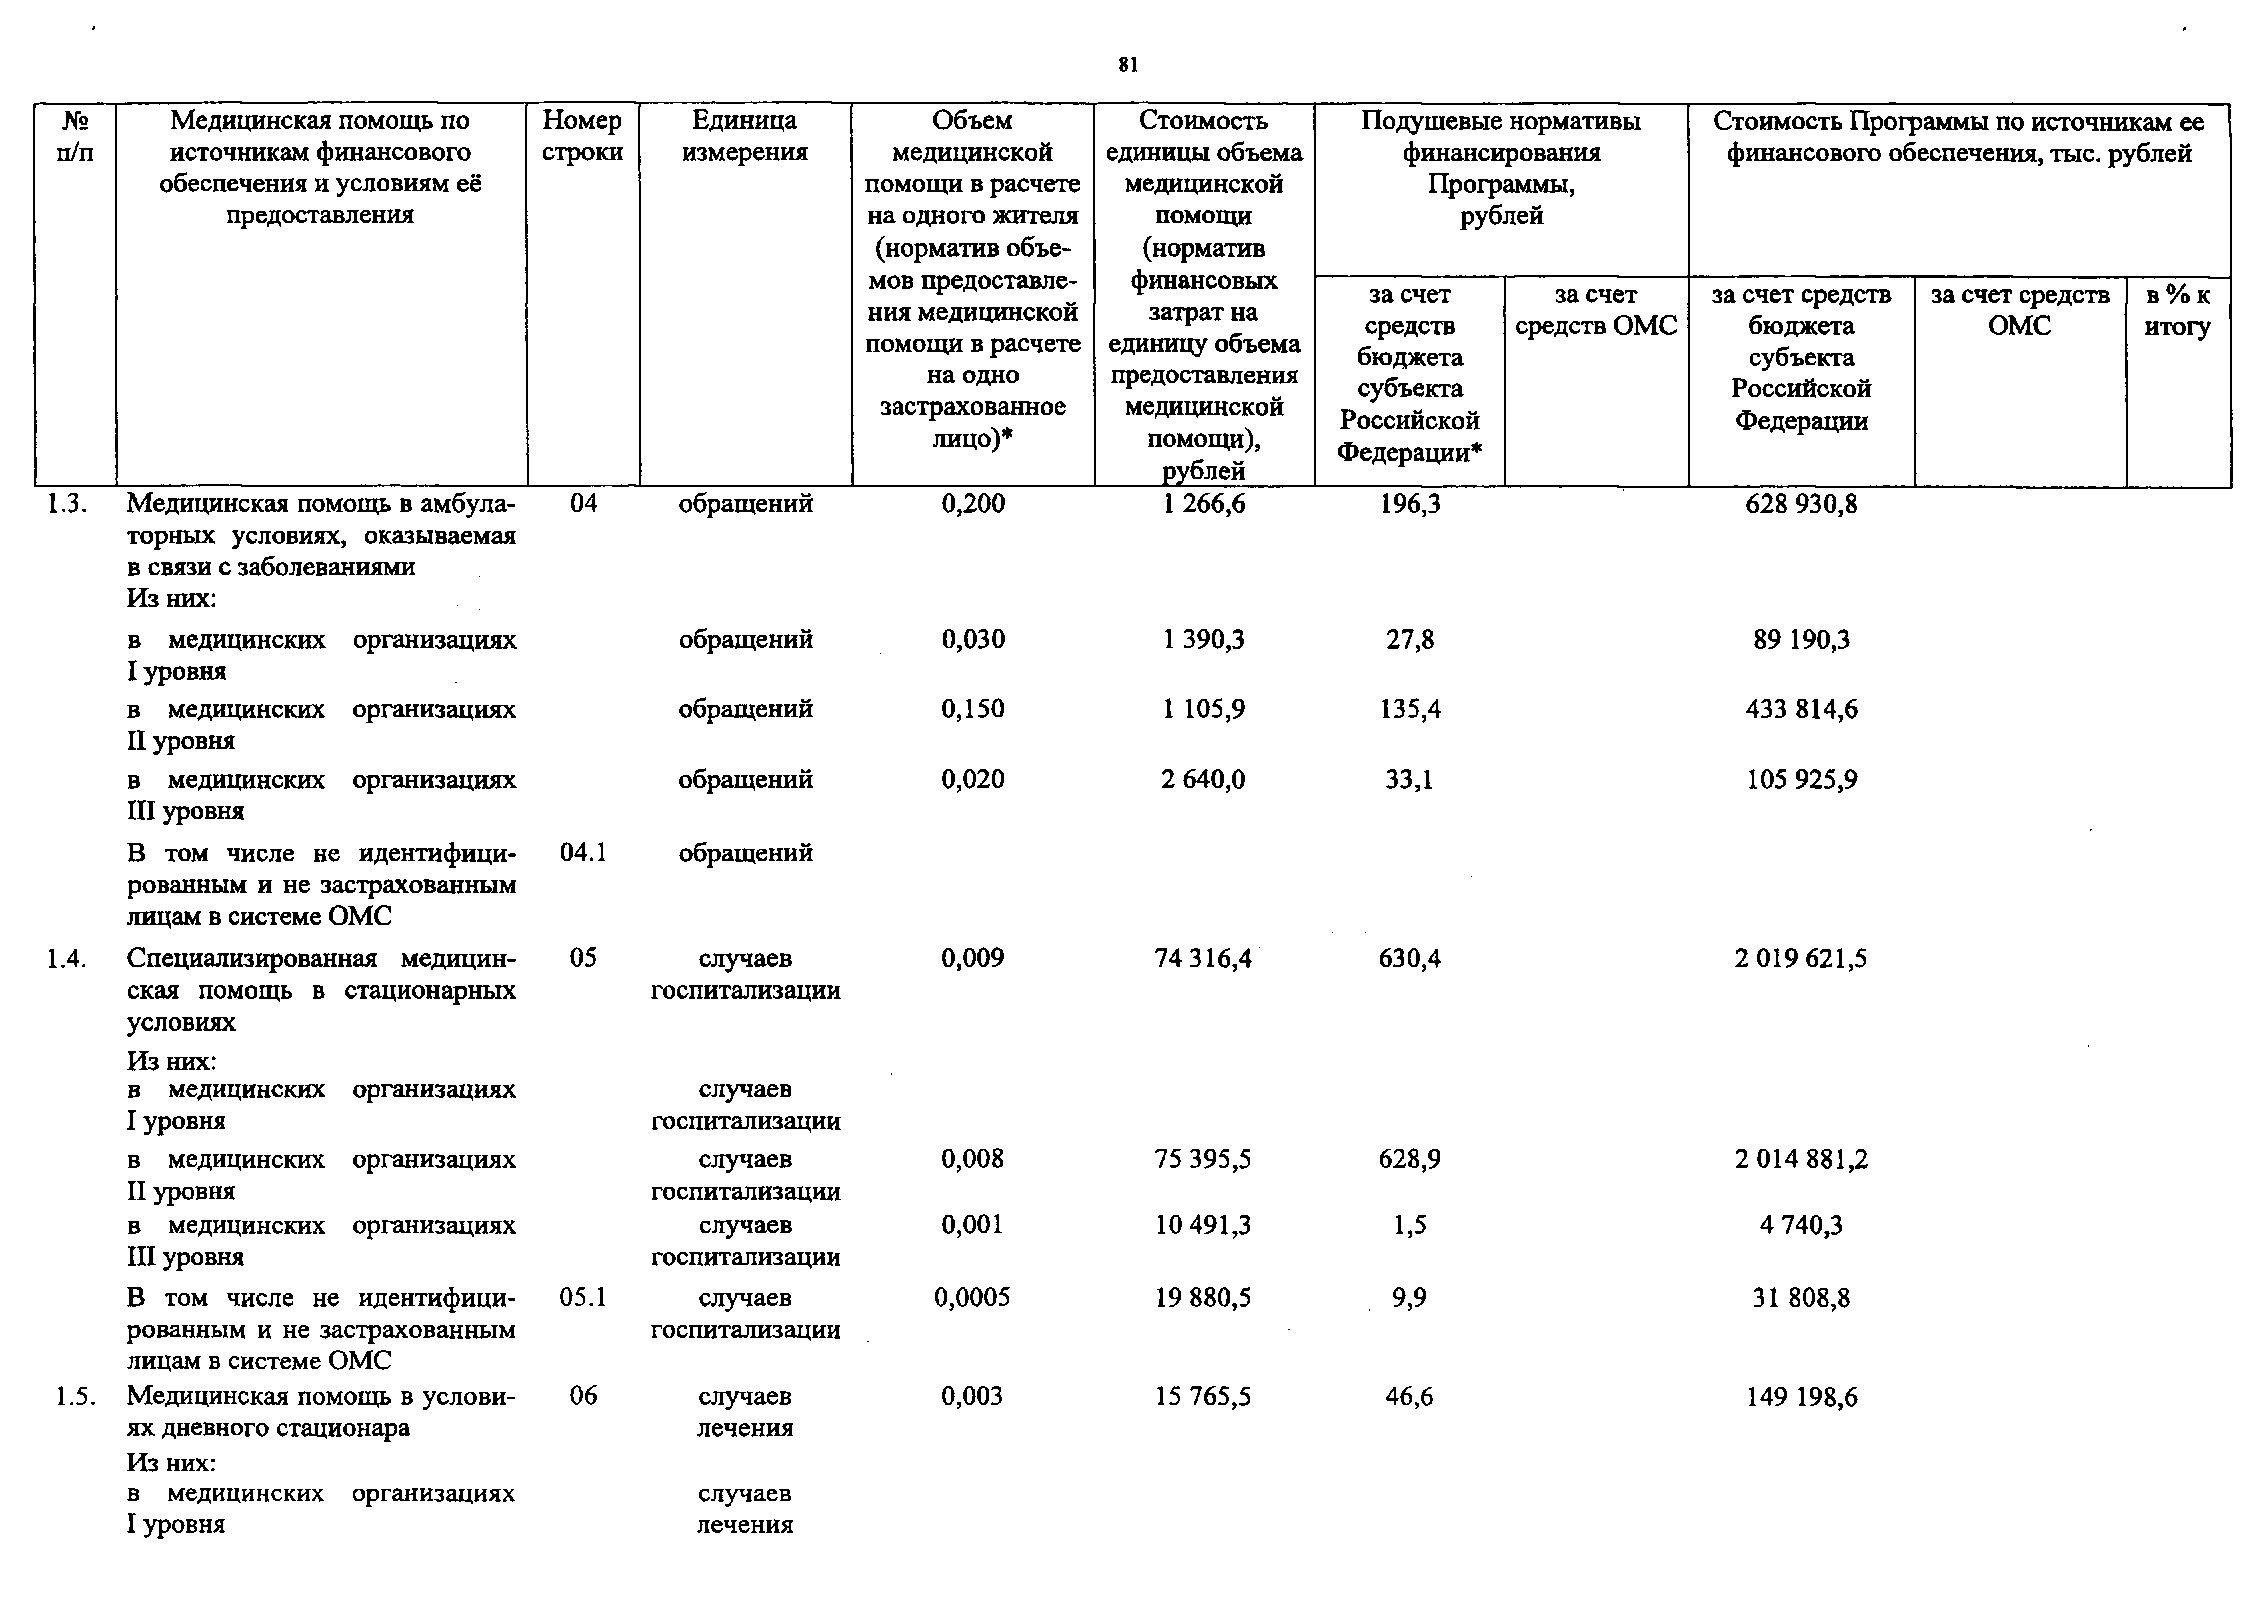 81
№
п/п
Медицинская помощь по
источникам финансового
обеспечения и условиям её
предоставления
Номер
строки
Единица
измерения
Объем
медицинской
помощи в расчете
на одного жителя
(норматив объе-
мов предоставле-
ния медицинской
помощи в расчете
на одно
застрахованное
лицо)*
Стоимость
единицы объема
медицинской
помощи
(норматив
финансовых
затрат на
единицу объема
предоставления
медицинской
помощи),
рублей
Подушевые нормативы
финансирования
Программы,
рублей
Стоимость Программы по источникам ее
финансового обеспечения, тыс. рублей
за счет
средств
бюджета
субъекта
Российской
Федерации*
за счет
средств ОМС
за счет средств
бюджета
субъекта
Российской
Федерации
за счет средств
ОМС
в % к
итогу
1.3. Медицинская помощь в амбула- 04 обращений 0,200 1 266,6 196,3 628 930,8
торных условиях, оказываемая
в связи с заболеваниями
Из них:
в медицинских организациях обращений 0,030 1 390,3 27,8 89 190,3
I уровня
в медицинских организациях обращений 0,150 1 105,9 135,4 433 814,6
II уровня
в медицинских организациях обращений 0,020 2 640,0 33,1 105 925,9
III уровня
В том числе не идентифици- 04.1 обращений
рованным и не застрахованным
лицам в системе ОМС
1.4. Специализированная медицин- 05 случаев 0,009 74 316,4 630,4 2 019 621,5
ская помощь в стационарных госпитализации
условиях
Из них:
в медицинских организациях случаев
I уровня госпитализации
в медицинских организациях случаев 0,008 75 395,5 628,9 2 014 881,2
II уровня госпитализации
в медицинских организациях случаев 0,001 10 491,3 1,5 4 740,3
III уровня госпитализации
В том числе не идентифици- 05.1 случаев 0,0005 19 880,5 9,9 31 808,8
рованным и не застрахованным госпитализации
лицам в системе ОМС
1.5. Медицинская помощь в услови- 06 случаев 0,003 15 765,5 46,6 149 198,6
ях дневного стационара лечения
Из них:
в медицинских организациях случаев
I уровня лечения